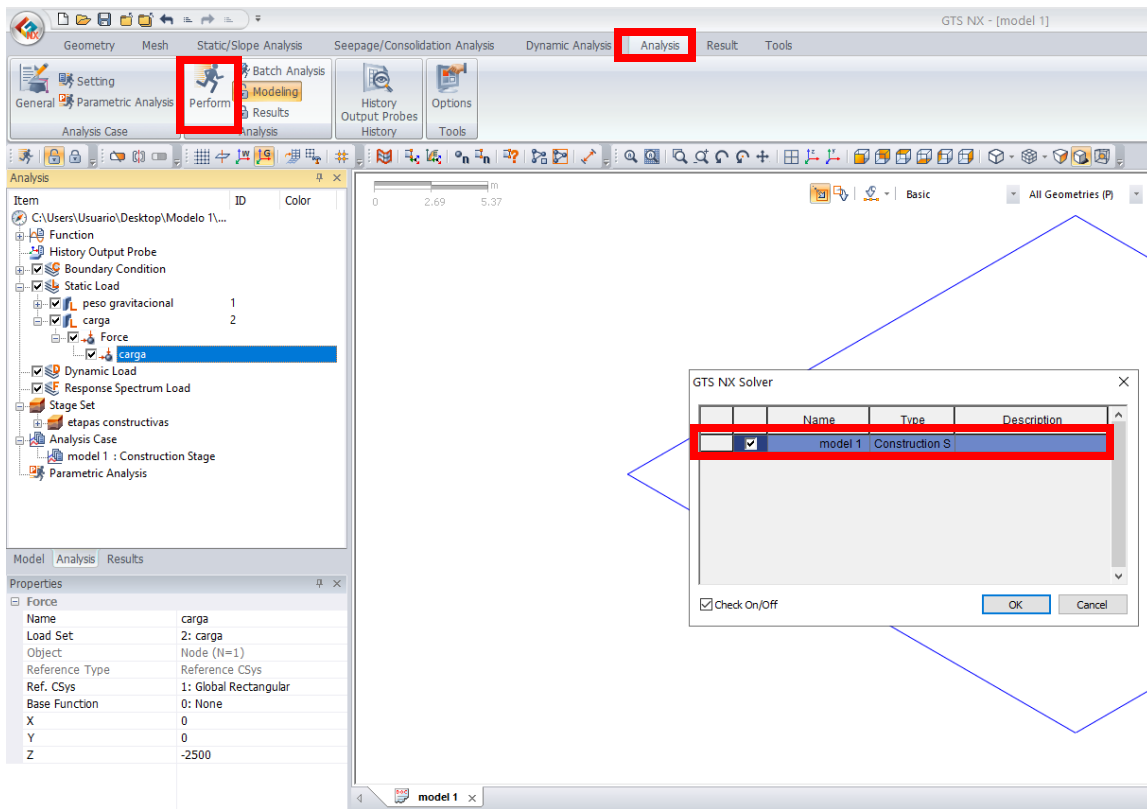 GTS NX - [model 1]
Geometry Mesh Static/Slope Analysis Seepage/Consolidation Analysis Dynamic Analysis Analysis Result Tools
Setting
General
Parametric Analysis
Analysis Case
Perform
Batch Analysis
Modeling
Results
Analysis
History
Output Probes
History
Options
Tools
Analysis
Item ID Color
C:\Users\Usuario\Desktop\Modelo 1\...
Function
History Output Probe
Boundary Condition
Static Load
peso gravitacional 1
carga 2
Force
carga
Dynamic Load
Response Spectrum Load
Stage Set
etapas constructivas
Analysis Case
model 1 : Construction Stage
Parametric Analysis
Model Analysis Results
Properties
Force
Name carga
Load Set 2: carga
Object Node (N=1)
Reference Type Reference CSys
Ref. CSys 1: Global Rectangular
Base Function 0: None
X 0
Y 0
Z -2500
m
0 2.69 5.37
Basic
All Geometries (P)
GTS NX Solver
Name Type Description
model 1 Construction S
Check On/Off
OK
Cancel
model 1